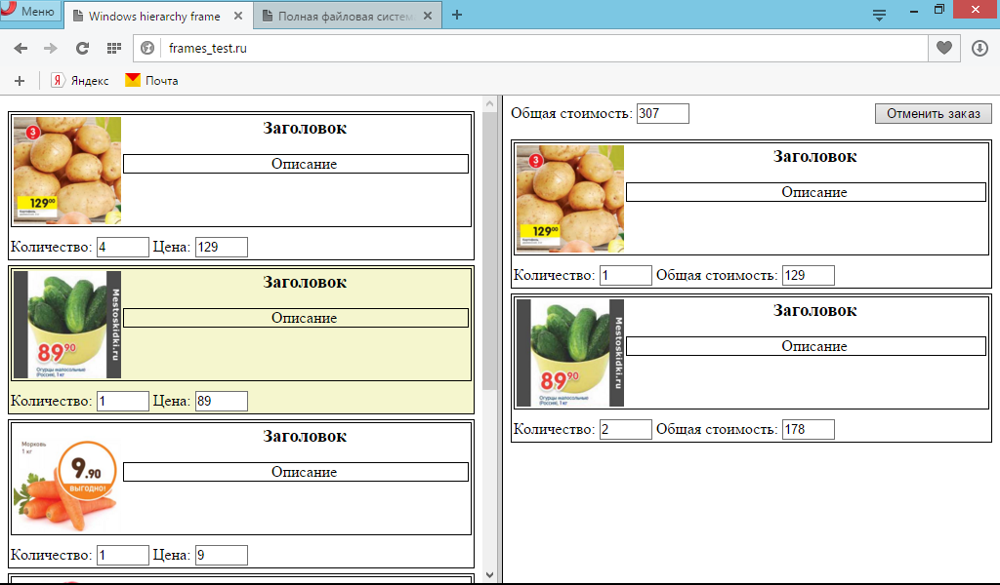 Меню
Windows hierarchy frame
Полная файловая систем
frames_test.ru
Яндекс
Почта
3
129⁰⁰
Заголовок
Описание
Количество: 4 Цена: 129
Mestoskidki.ru
89⁹⁰
Огурцы малосольные
(Россия), 1 кг
Заголовок
Описание
Количество: 1 Цена: 89
Морковь
1 кг
9.90
ВЫГОДНО!
Заголовок
Описание
Количество: 1 Цена: 9
Общая стоимость: 307
Отменить заказ
3
129⁰⁰
Заголовок
Описание
Количество: 1 Общая стоимость: 129
Mestoskidki.ru
89⁹⁰
Огурцы малосольные
(Россия), 1 кг
Заголовок
Описание
Количество: 2 Общая стоимость: 178